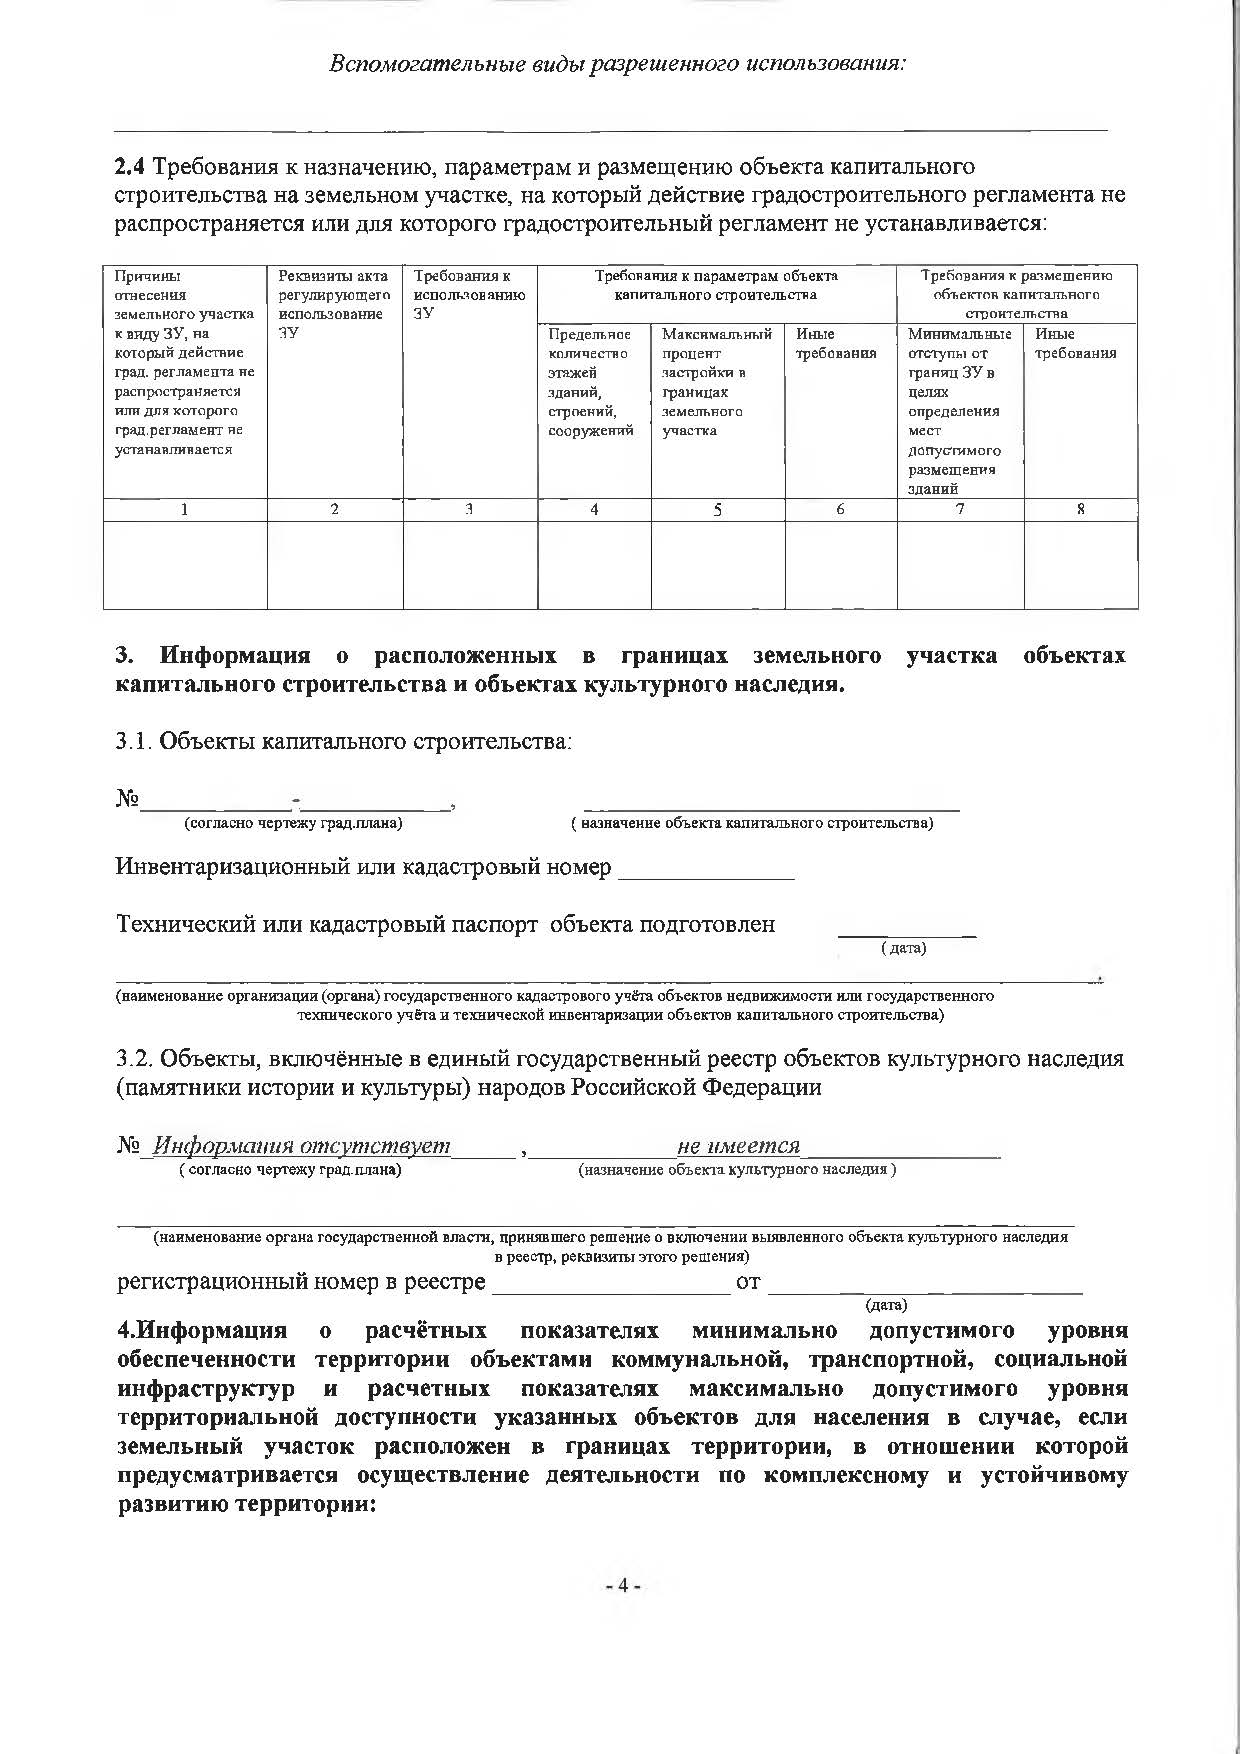 Вспомогательные виды разрешенного использования:
2.4 Требования к назначению, параметрам и размещению объекта капитального
строительства на земельном участке, на который действие градостроительного регламента не
распространяется или для которого градостроительный регламент не устанавливается:
Причины
отнесения
земельного участка
к виду ЗУ, на
который действие
град. регламента не
распространяется
или для которого
град.регламент не
устанавливается
Реквизиты акта
регулирующего
использование
ЗУ
Требования к
использованию
ЗУ
Требования к параметрам объекта
капитального строительства
Требования к размещению
объектов капитального
строительства
Предельное
количество
этажей
зданий,
строений,
сооружений
Максимальный
процент
застройки в
границах
земельного
участка
Иные
требования
Минимальные
отступы от
границ ЗУ в
целях
определения
мест
допустимого
размещения
зданий
Иные
требования
1 2 3 4 5 6 7 8
3. Информация о расположенных в границах земельного участка объектах
капитального строительства и объектах культурного наследия.
3.1. Объекты капитального строительства:
№____________-____________, ______________________________
(согласно чертежу град.плана) ( назначение объекта капитального строительства)
Инвентаризационный или кадастровый номер ______________
Технический или кадастровый паспорт объекта подготовлен ___________
( дата)
______________________________________________________________________________.
(наименование организации (органа) государственного кадастрового учёта объектов недвижимости или государственного
технического учёта и технической инвентаризации объектов капитального строительства)
3.2. Объекты, включённые в единый государственный реестр объектов культурного наследия
(памятники истории и культуры) народов Российской Федерации
№_Информация отсутствует_____,____________не имеется________________
( согласно чертежу град.плана) (назначение объекта культурного наследия )
(наименование органа государственной власти, принявшего решение о включении выявленного объекта культурного наследия
в реестр, реквизиты этого решения)
регистрационный номер в реестре ___________________ от _________________________
(дата)
4.Информация о расчётных показателях минимально допустимого уровня
обеспеченности территории объектами коммунальной, транспортной, социальной
инфраструктур и расчетных показателях максимально допустимого уровня
территориальной доступности указанных объектов для населения в случае, если
земельный участок расположен в границах территории, в отношении которой
предусматривается осуществление деятельности по комплексному и устойчивому
развитию территории:
- 4 -